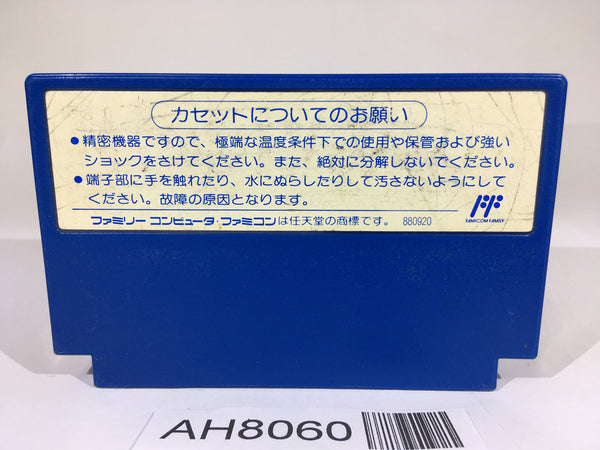 カセットについてのお願い
●精密機器ですので、極端な温度条件下での使用や保管および強い
ショックをさけてください。また、絶対に分解しないでください。
●端子部に手を触れたり、水にぬらしたりして汚さないようにして
ください。故障の原因となります。
ファミリーコンピュータ・ファミコンは任天堂の商標です。 880920
FAMICOM FAMILY
AH8060